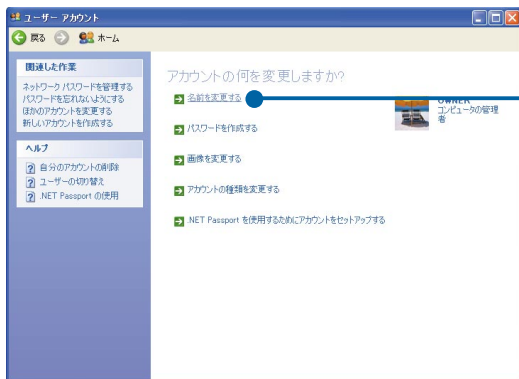 ユーザー アカウント
戻る
ホーム
関連した作業
ネットワーク パスワードを管理する
パスワードを忘れないようにする
ほかのアカウントを変更する
新しいアカウントを作成する
ヘルプ
自分のアカウントの削除
ユーザーの切り替え
.NET Passport の使用
アカウントの何を変更しますか?
名前を変更する
パスワードを作成する
画像を変更する
アカウントの種類を変更する
.NET Passport を使用するためにアカウントをセットアップする
OWNER
コンピュータの管理
者